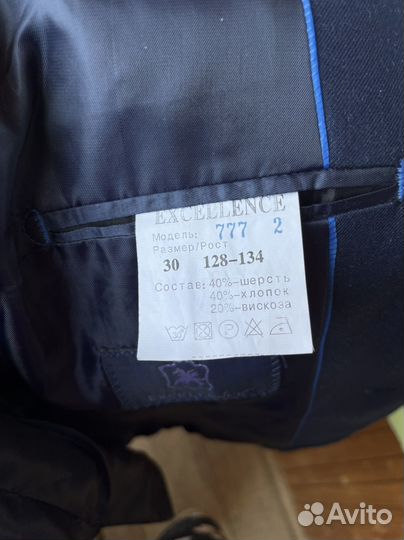 EXCELLENCE
Модель: 777 2
Размер/Рост
30 128-134
Состав: 40%-шерсть
40%-хлопок
20%-вискоза
Avito